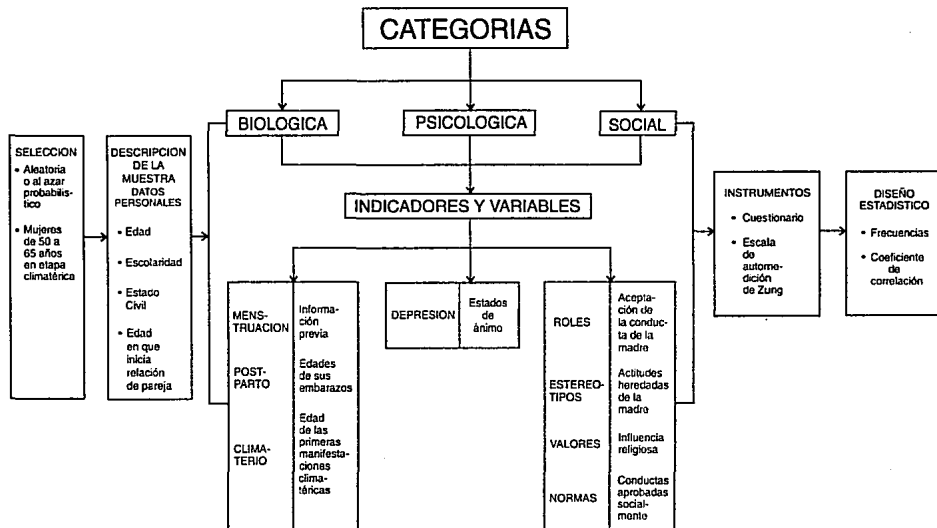 CATEGORIAS
BIOLOGICA
PSICOLOGICA
SOCIAL
SELECCION
• Aleatoria
o al azar
probabilis-
tico
• Mujeres
de 50 a
65 años
en etapa
climatérica
DESCRIPCION
DE LA
MUESTRA
DATOS
PERSONALES
• Edad
• Escolaridad
• Estado
Civil
• Edad
en que
inicia
relación
de pareja
INDICADORES Y VARIABLES
MENS-
TRUACION
Informa-
ción
previa
POST-
PARTO
Edades
de sus
embarazos
CLIMA-
TERIO
Edad
de las
primeras
manifesta-
ciones
clima-
téricas
DEPRESION
Estados
de
ánimo
ROLES
Acepta-
ción de
la conduc-
ta de la
madre
ESTEREO-
TIPOS
Actitudes
heredadas
de la
madre
VALORES
Influencia
religiosa
NORMAS
Conductas
aprobadas
social-
mente
INSTRUMENTOS
• Cuestionario
• Escala
de
autome-
dición
de Zung
DISEÑO
ESTADISTICO
• Frecuencias
• Coeficiente
de
correlación